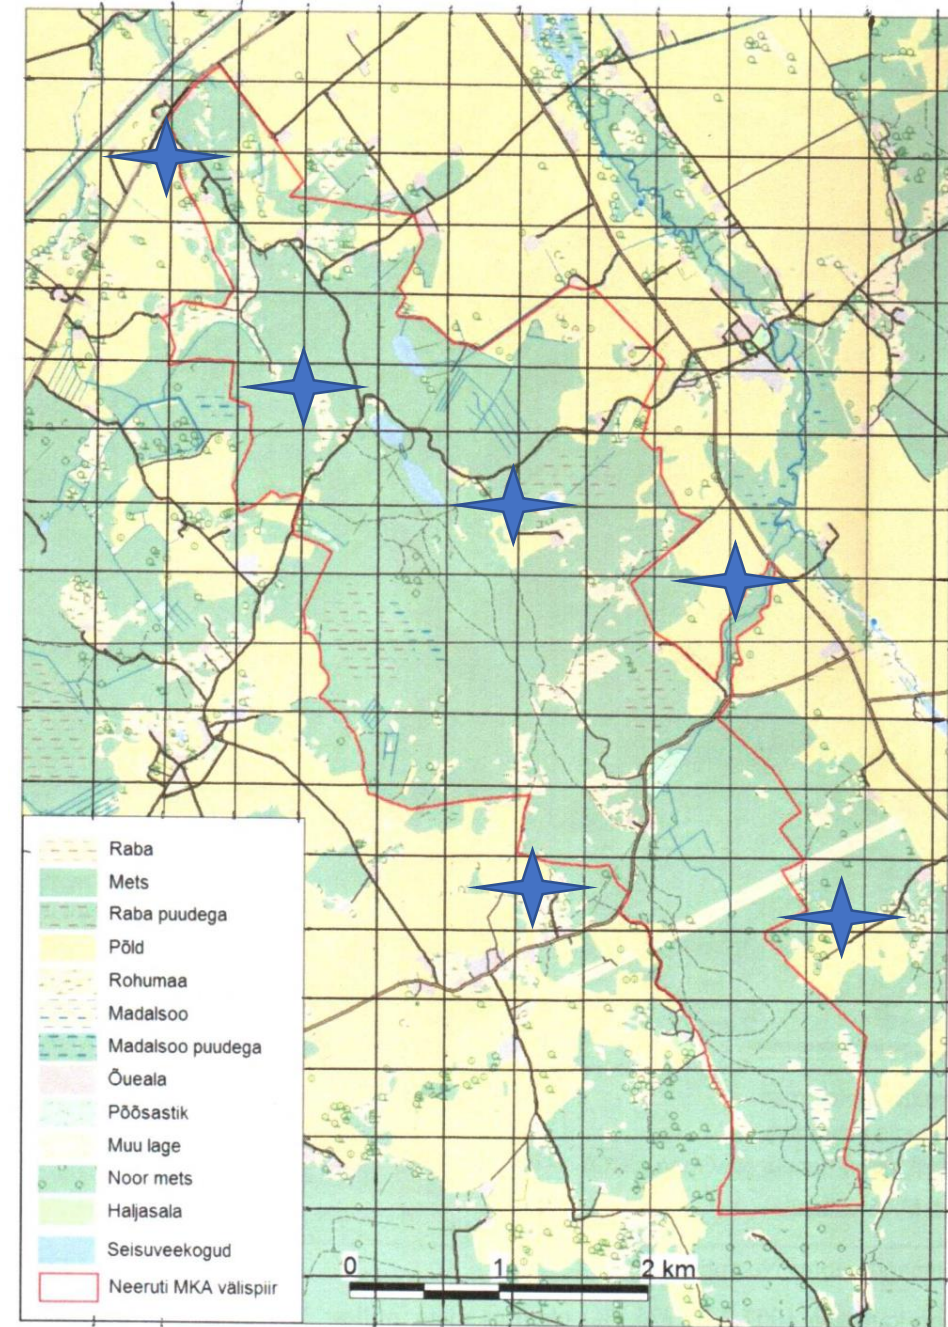 Raba
Mets
Raba puudega
Põld
Rohumaa
Madalsoo
Madalsoo puudega
Õueala
Põõsastik
Muu lage
Noor mets
Haljasala
Seisuveekogud
Neeruti MKA välispiir
0 1 2 km